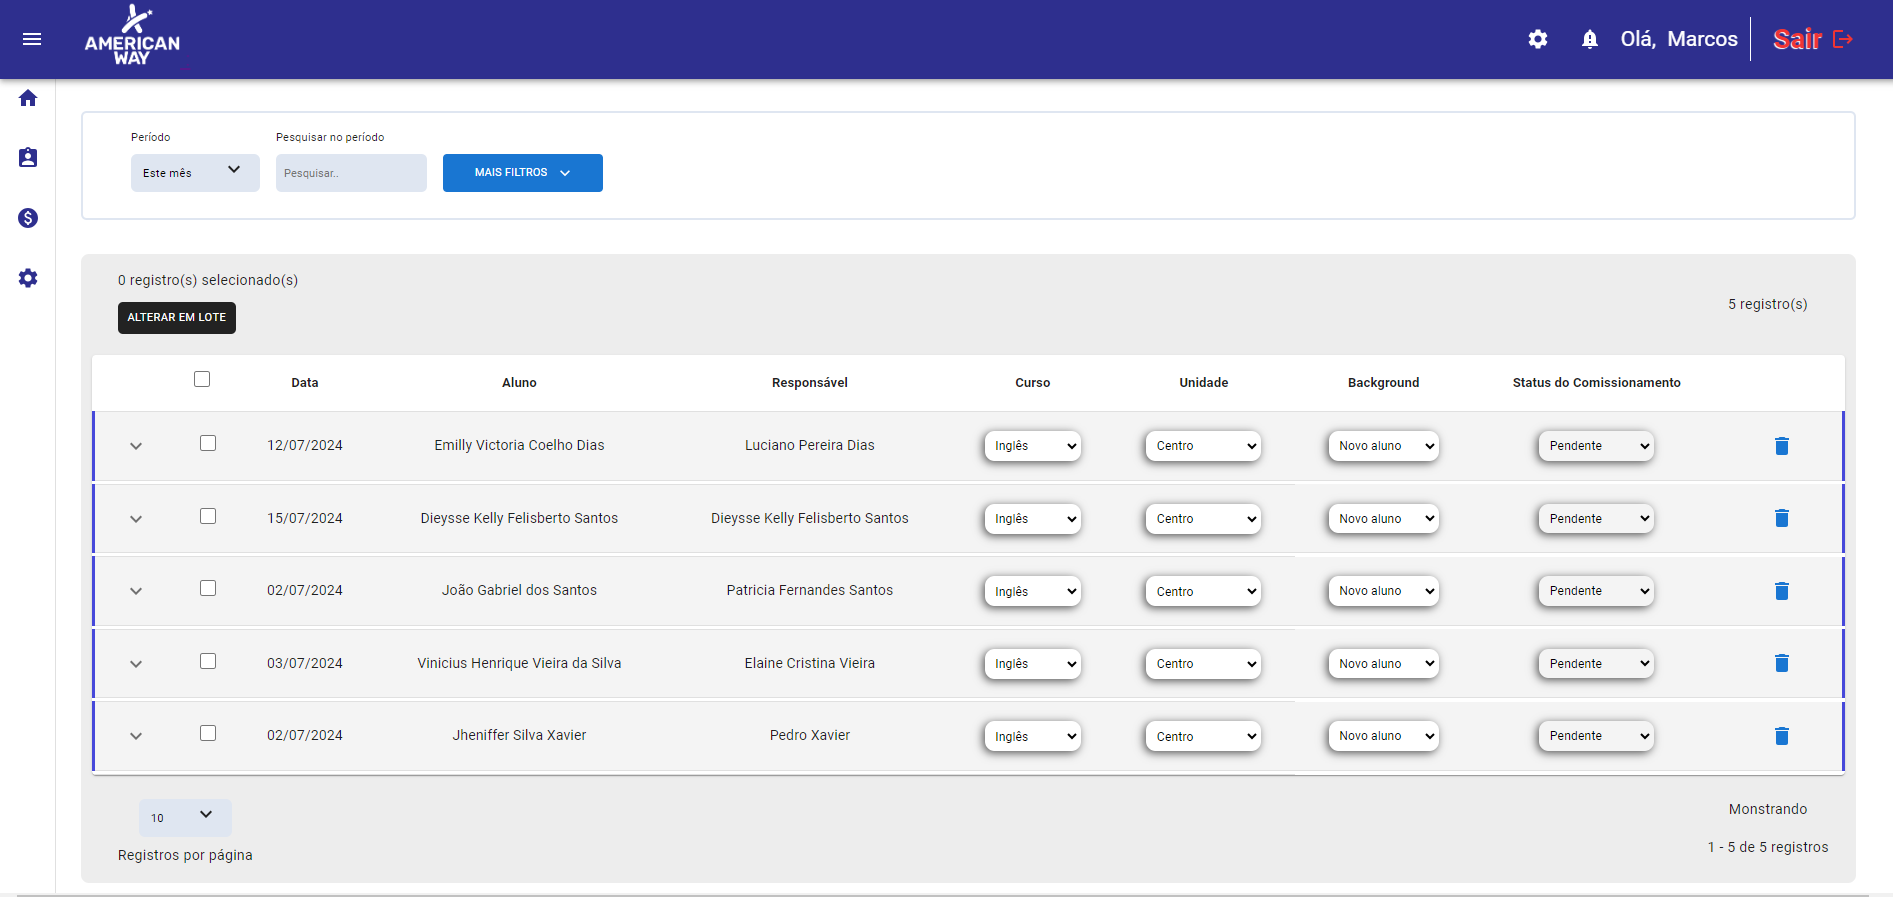 AMERICAN
WAY
Olá, Marcos
Sair
Período
Pesquisar no período
Este mês
Pesquisar..
MAIS FILTROS
0 registro(s) selecionado(s)
ALTERAR EM LOTE
5 registro(s)
Data Aluno Responsável Curso Unidade Background Status do Comissionamento
12/07/2024 Emilly Victoria Coelho Dias Luciano Pereira Dias Inglês Centro Novo aluno Pendente
15/07/2024 Dieysse Kelly Felisberto Santos Dieysse Kelly Felisberto Santos Inglês Centro Novo aluno Pendente
02/07/2024 João Gabriel dos Santos Patricia Fernandes Santos Inglês Centro Novo aluno Pendente
03/07/2024 Vinicius Henrique Vieira da Silva Elaine Cristina Vieira Inglês Centro Novo aluno Pendente
02/07/2024 Jheniffer Silva Xavier Pedro Xavier Inglês Centro Novo aluno Pendente
10
Registros por página
Monstrando
1 - 5 de 5 registros